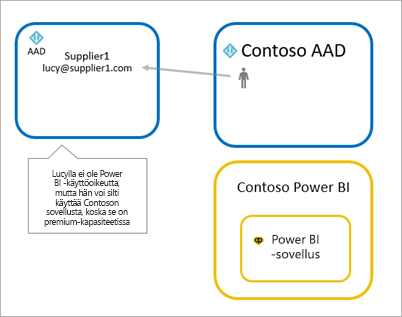 AAD
Supplier1
lucy@supplier1.com
Contoso AAD
Lucylla ei ole Power
BI -käyttöoikeutta,
mutta hän voi silti
käyttää Contoson
sovellusta, koska se on
premium-kapasiteetissa
Contoso Power BI
Power BI
-sovellus